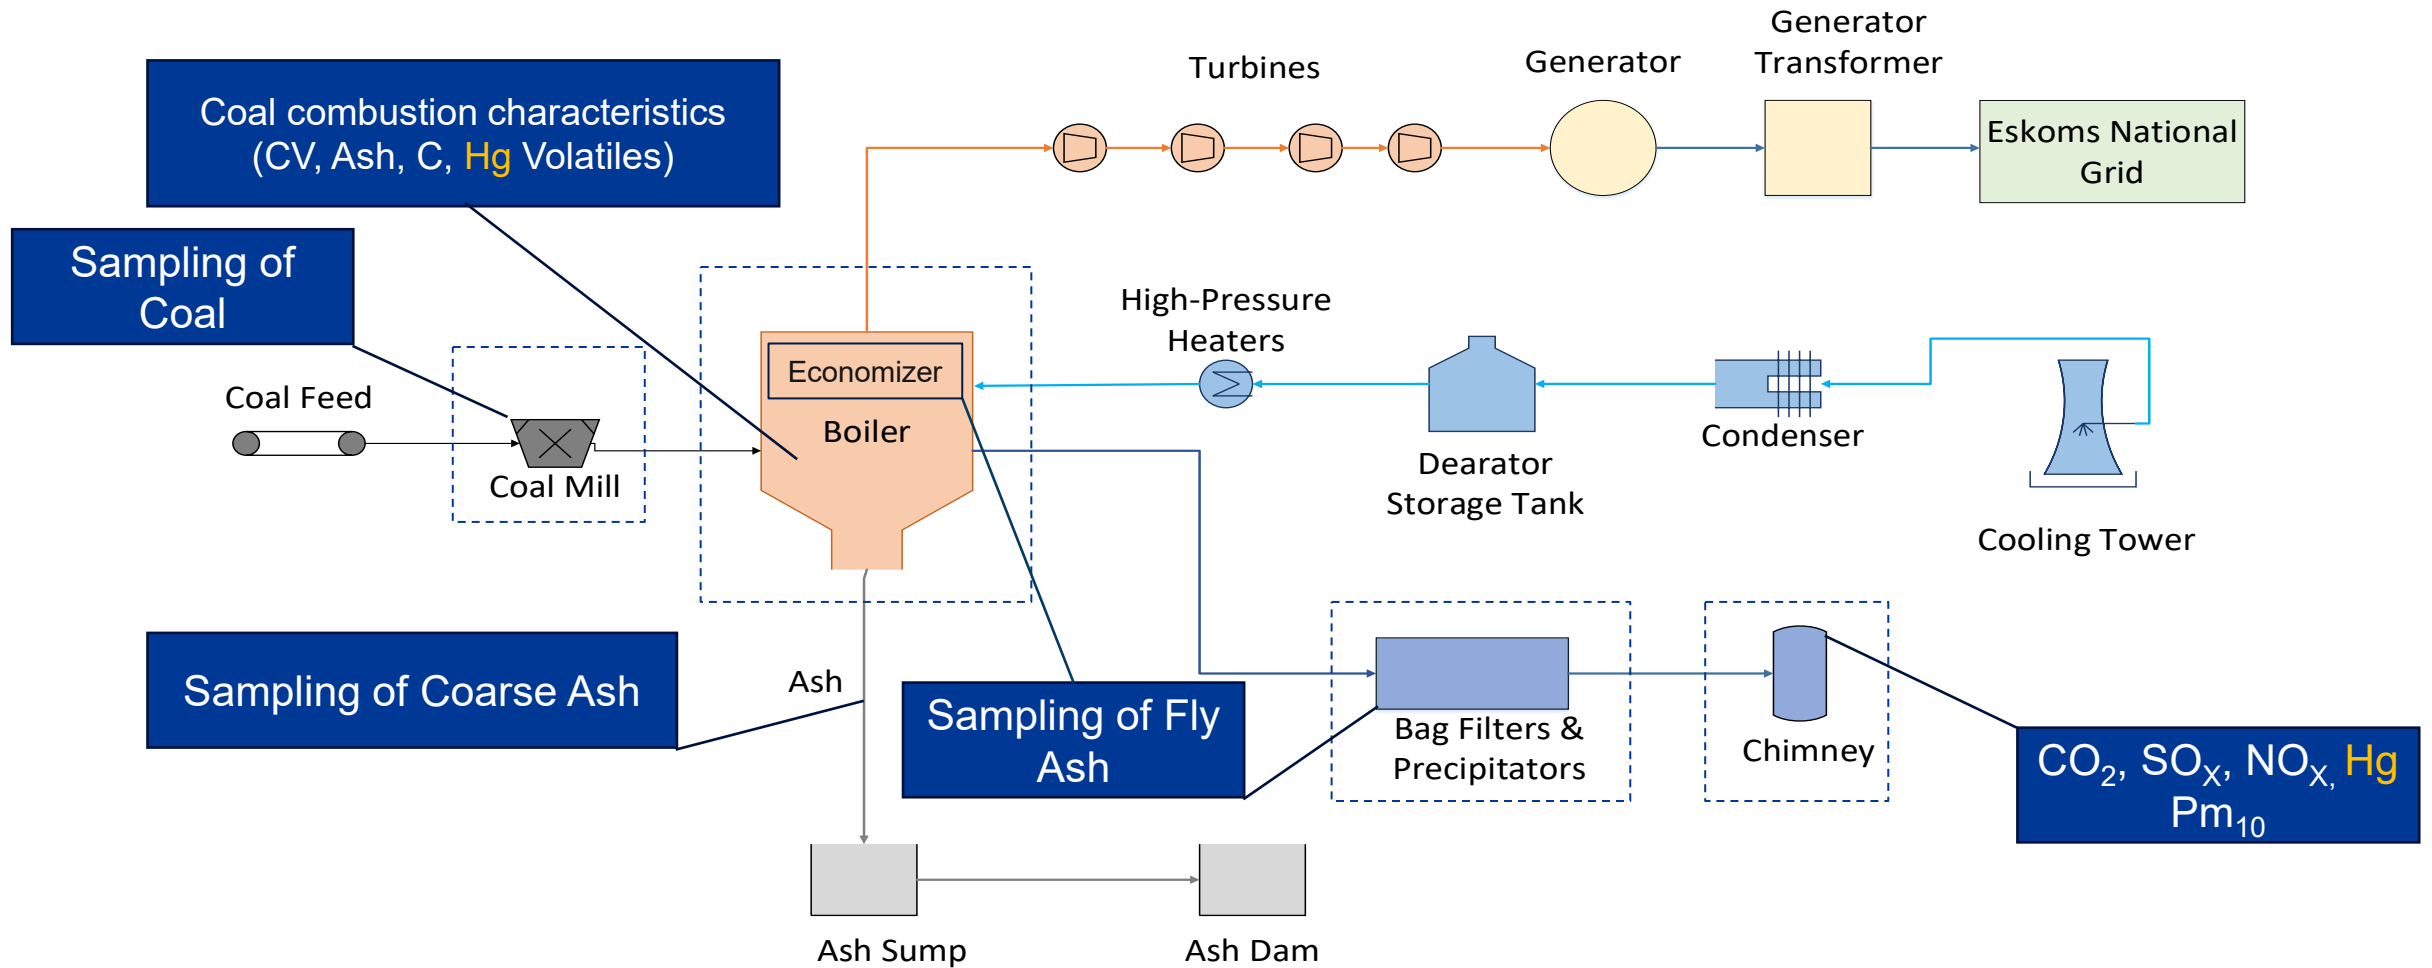 Generator
Transformer
Turbines
Generator
Coal combustion characteristics
(CV, Ash, C, Hg Volatiles)
Eskoms National
Grid
Sampling of
Coal
High-Pressure
Heaters
Economizer
Boiler
Coal Feed
Coal Mill
Dearator
Storage Tank
Condenser
Cooling Tower
Sampling of Coarse Ash
Ash
Sampling of Fly
Ash
Bag Filters &
Precipitators
Chimney
CO₂, SOₓ, NOₓ, Hg
Pm₁₀
Ash Sump
Ash Dam